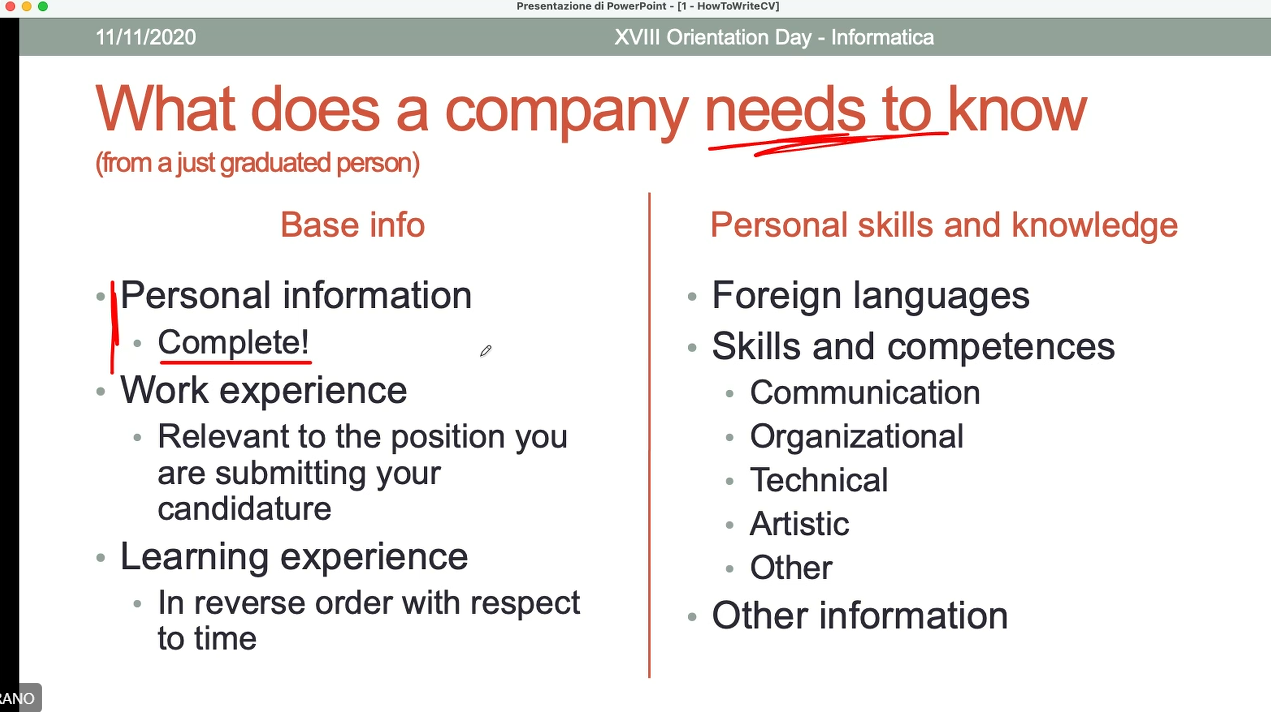 Presentazione di PowerPoint - [1 - HowToWriteCV]
11/11/2020
XVIII Orientation Day - Informatica
What does a company needs to know
(from a just graduated person)
Base info
• Personal information
• Complete!
• Work experience
• Relevant to the position you
are submitting your
candidature
• Learning experience
• In reverse order with respect
to time
Personal skills and knowledge
• Foreign languages
• Skills and competences
• Communication
• Organizational
• Technical
• Artistic
• Other
• Other information